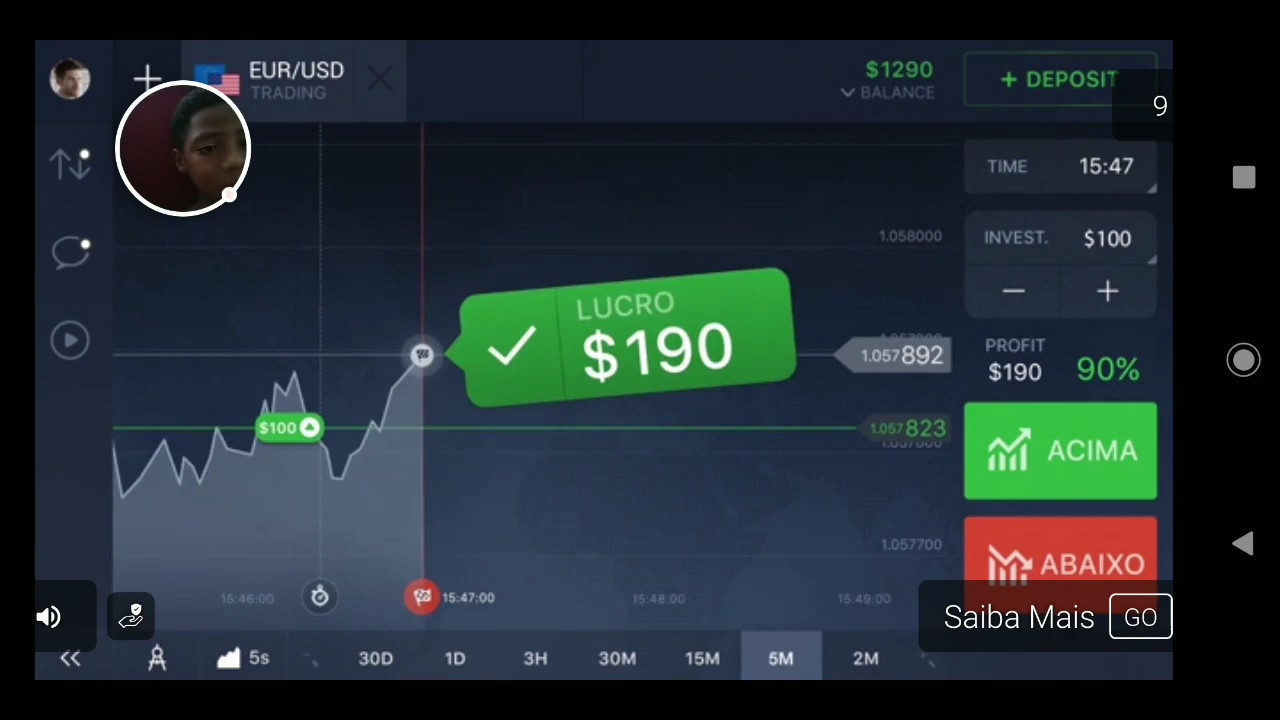 EUR/USD
TRADING
$1290
BALANCE
+ DEPOSIT
9
TIME 15:47
INVEST. $100
1.058000
LUCRO
$190
1.057892
PROFIT
$190 90%
$100
1.057823
1.057800
ACIMA
1.057700
ABAIXO
15:46:00
15:47:00
15:48:00
15:49:00
Saiba Mais GO
5s
30D
1D
3H
30M
15M
5M
2M